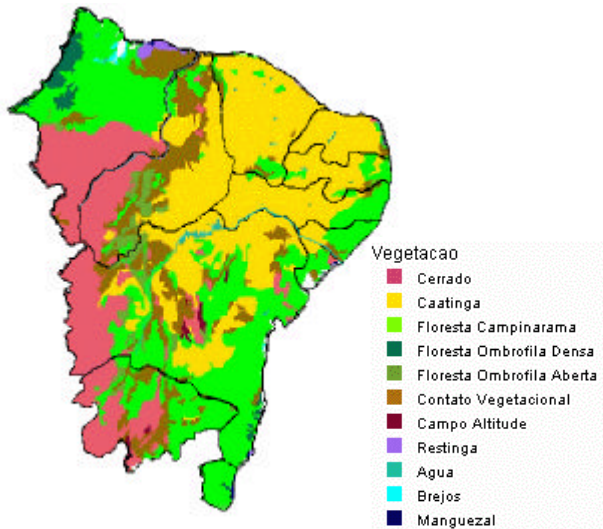 Vegetacao
Cerrado
Caatinga
Floresta Campinarama
Floresta Ombrofila Densa
Floresta Ombrofila Aberta
Contato Vegetacional
Campo Altitude
Restinga
Agua
Brejos
Manguezal